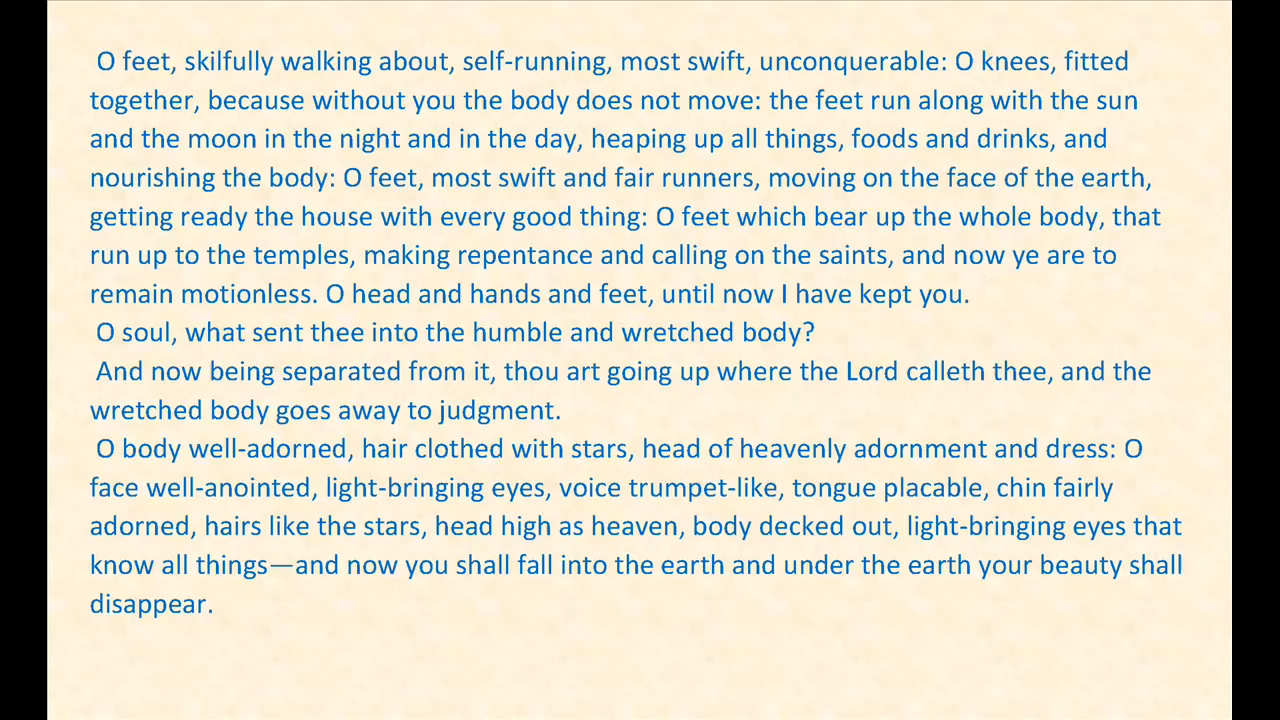 O feet, skilfully walking about, self-running, most swift, unconquerable: O knees, fitted
together, because without you the body does not move: the feet run along with the sun
and the moon in the night and in the day, heaping up all things, foods and drinks, and
nourishing the body: O feet, most swift and fair runners, moving on the face of the earth,
getting ready the house with every good thing: O feet which bear up the whole body, that
run up to the temples, making repentance and calling on the saints, and now ye are to
remain motionless. O head and hands and feet, until now I have kept you.
O soul, what sent thee into the humble and wretched body?
And now being separated from it, thou art going up where the Lord calleth thee, and the
wretched body goes away to judgment.
O body well-adorned, hair clothed with stars, head of heavenly adornment and dress: O
face well-anointed, light-bringing eyes, voice trumpet-like, tongue placable, chin fairly
adorned, hairs like the stars, head high as heaven, body decked out, light-bringing eyes that
know all things—and now you shall fall into the earth and under the earth your beauty shall
disappear.